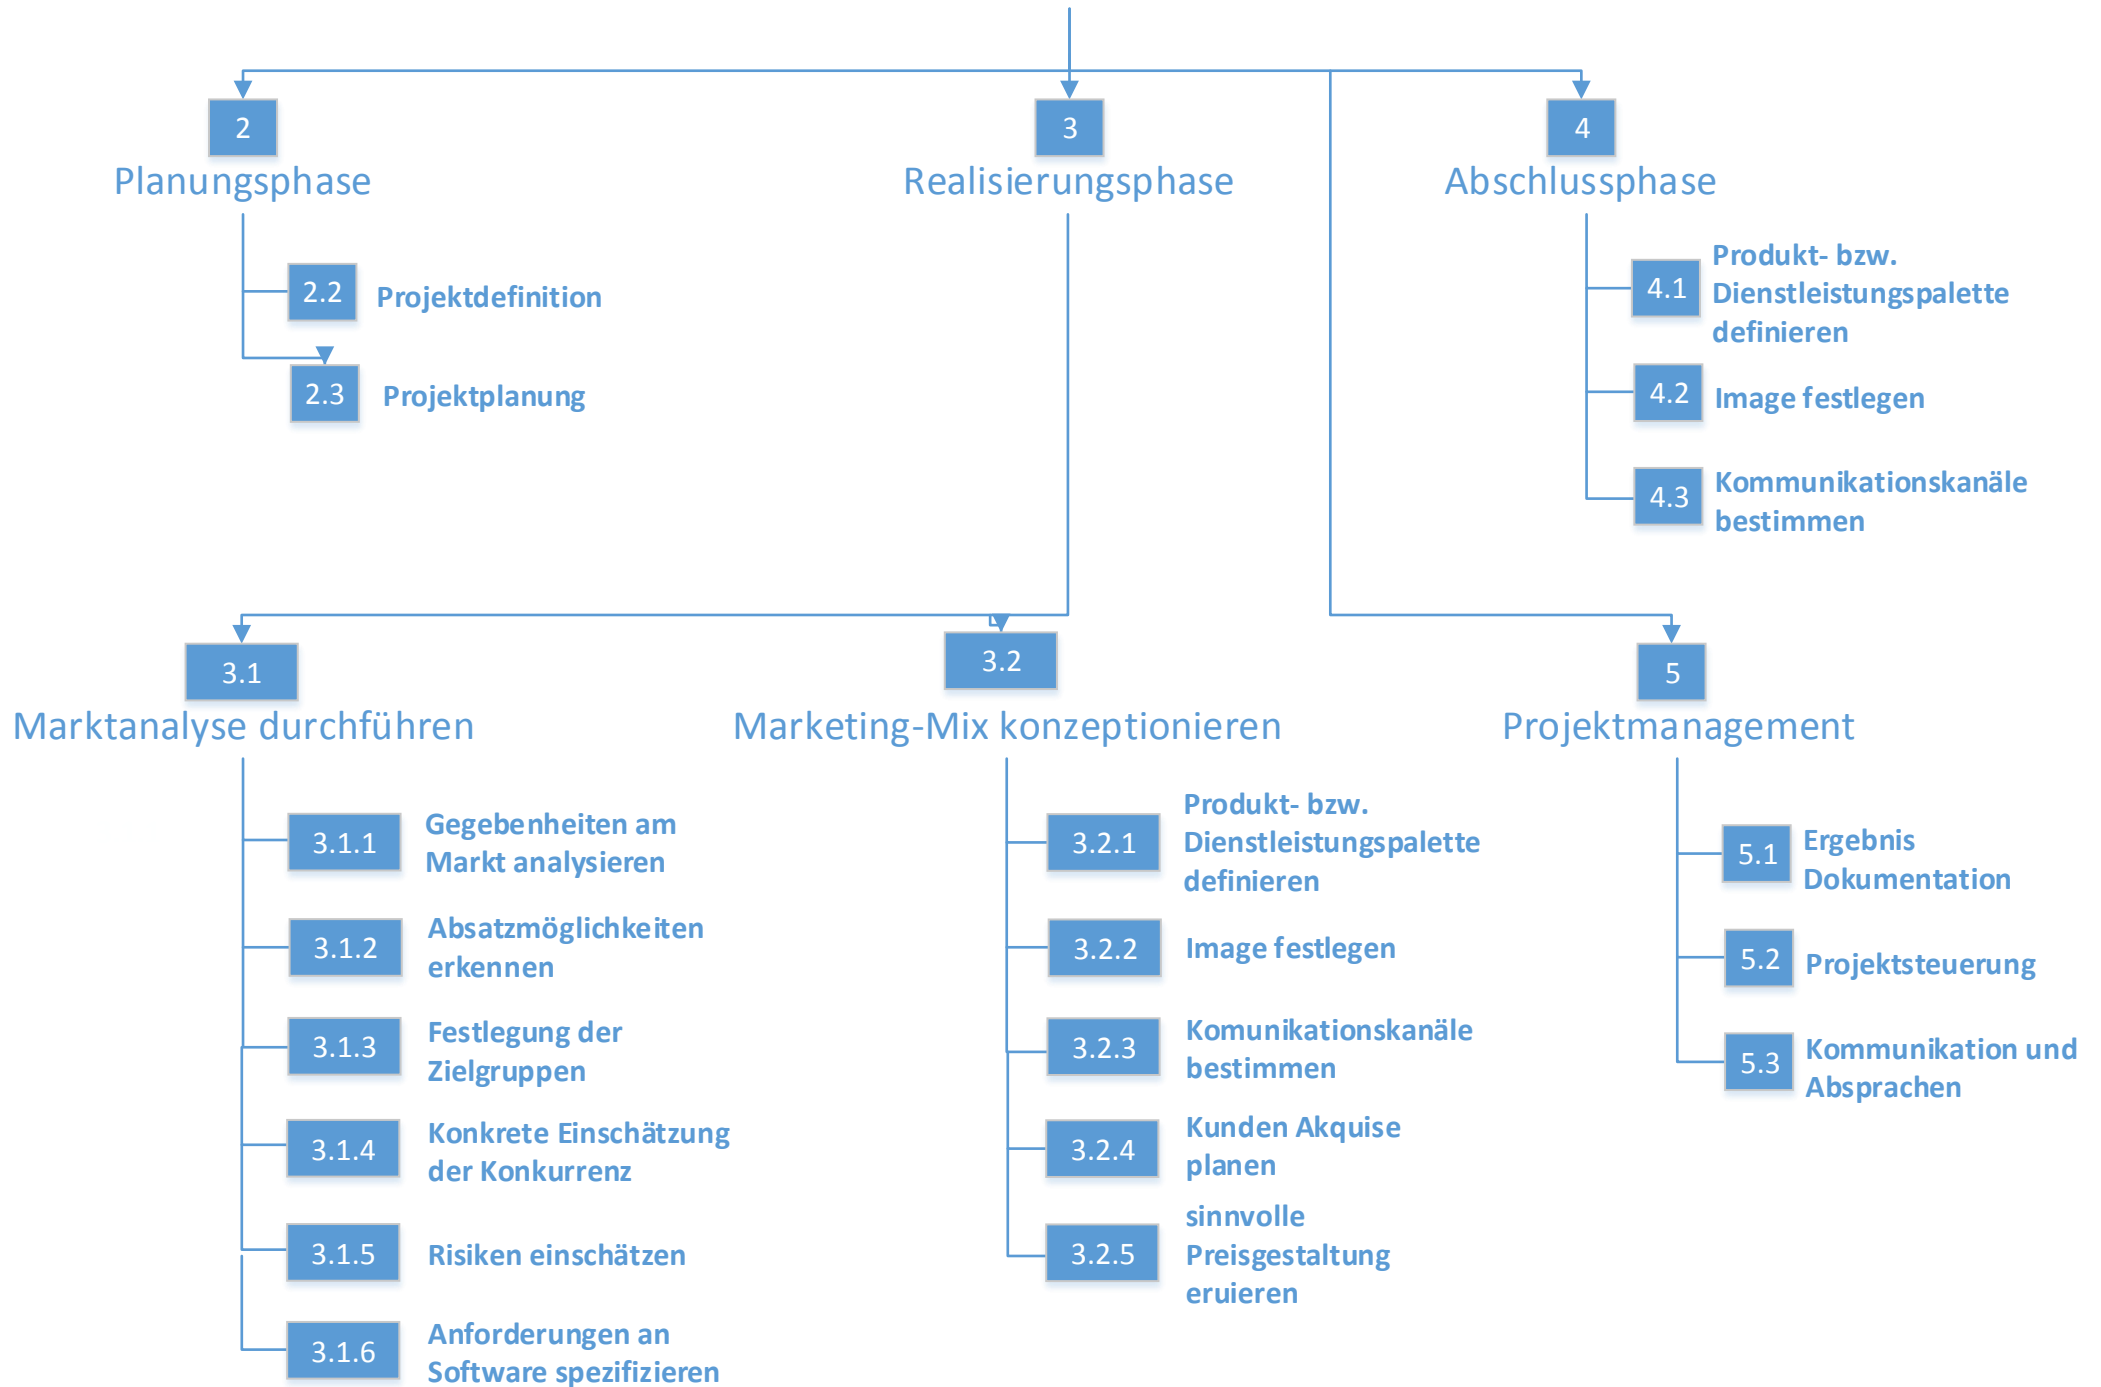 2
Planungsphase
2.2
Projektdefinition
2.3
Projektplanung
3
Realisierungsphase
4
Abschlussphase
4.1
Produkt- bzw.
Dienstleistungspalette
definieren
4.2
Image festlegen
4.3
Kommunikationskanäle
bestimmen
3.1
Marktanalyse durchführen
3.1.1
Gegebenheiten am
Markt analysieren
3.1.2
Absatzmöglichkeiten
erkennen
3.1.3
Festlegung der
Zielgruppen
3.1.4
Konkrete Einschätzung
der Konkurrenz
3.1.5
Risiken einschätzen
3.1.6
Anforderungen an
Software spezifizieren
3.2
Marketing-Mix konzeptionieren
3.2.1
Produkt- bzw.
Dienstleistungspalette
definieren
3.2.2
Image festlegen
3.2.3
Komunikationskanäle
bestimmen
3.2.4
Kunden Akquise
planen
3.2.5
sinnvolle
Preisgestaltung
eruieren
5
Projektmanagement
5.1
Ergebnis
Dokumentation
5.2
Projektsteuerung
5.3
Kommunikation und
Absprachen